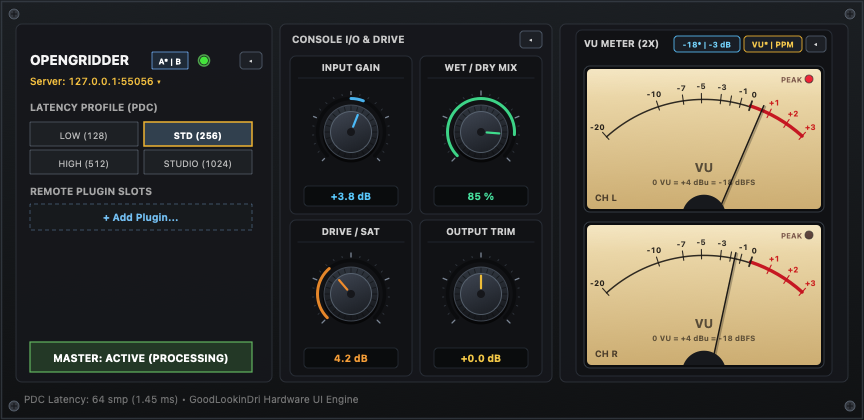 OPENGRIDDER
A* | B
Server: 127.0.0.1:55056 ▾
LATENCY PROFILE (PDC)
LOW (128)
STD (256)
HIGH (512)
STUDIO (1024)
REMOTE PLUGIN SLOTS
+ Add Plugin...
MASTER: ACTIVE (PROCESSING)
CONSOLE I/O & DRIVE
INPUT GAIN
+3.8 dB
WET / DRY MIX
85 %
DRIVE / SAT
4.2 dB
OUTPUT TRIM
+0.0 dB
VU METER (2X)
-18* | -3 dB
VU* | PPM
PEAK
-20 -10 -7 -5 -3 -1 0 +1 +2 +3
VU
0 VU = +4 dBu = -18 dBFS
CH L
PEAK
-20 -10 -7 -5 -3 -1 0 +1 +2 +3
VU
0 VU = +4 dBu = -18 dBFS
CH R
PDC Latency: 64 smp (1.45 ms) • GoodLookinDri Hardware UI Engine